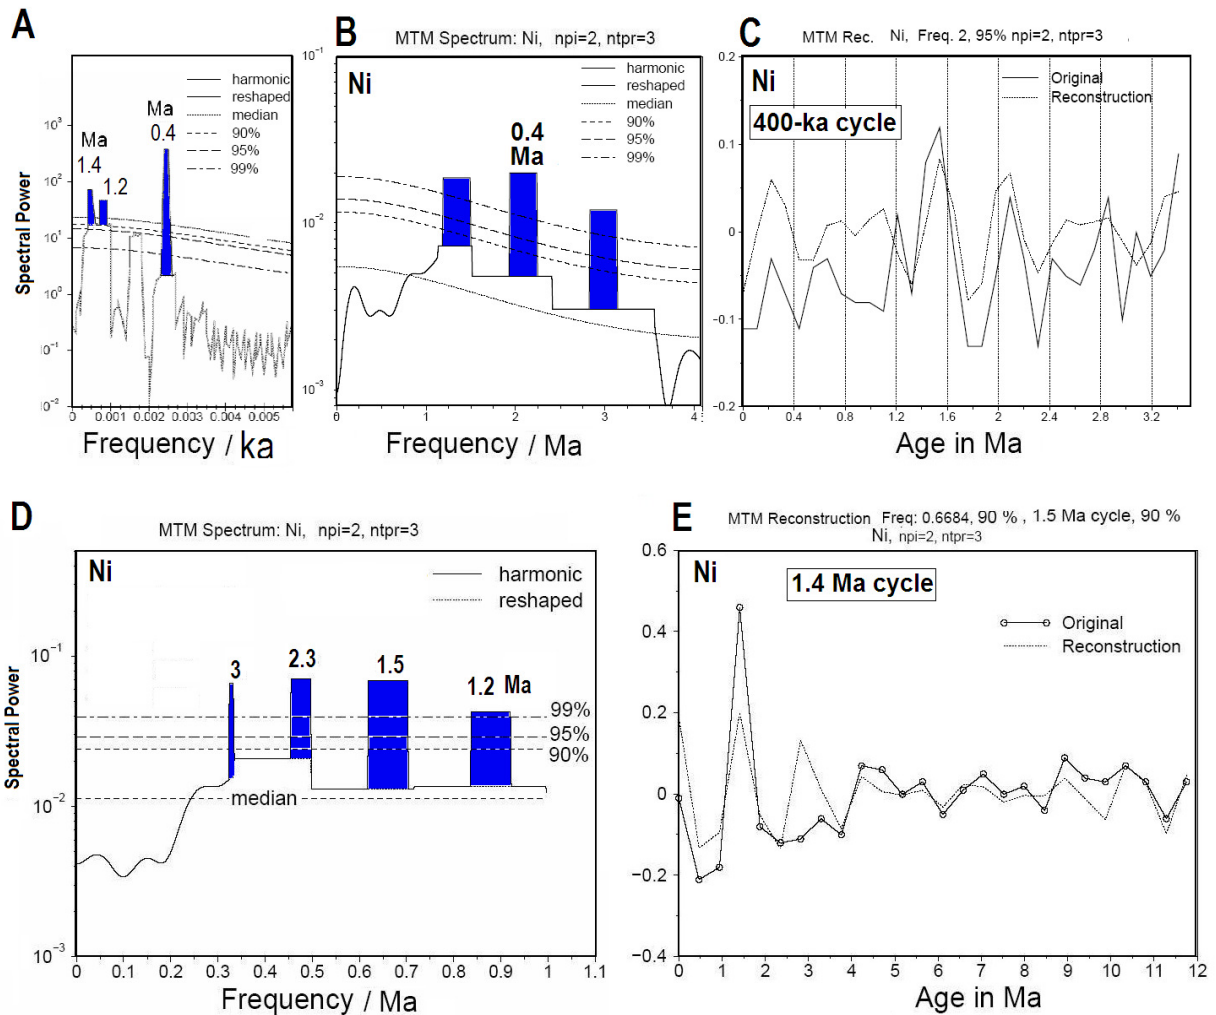 A
harmonic
reshaped
median
90%
95%
99%
Ma
0.4
Ma
1.4
1.2
10³
10²
10¹
10⁰
10⁻¹
10⁻²
Spectral Power
0
0.001
0.002
0.003
0.004
0.005
Frequency / ka
B
MTM Spectrum: Ni, npi=2, ntpr=3
Ni
harmonic
reshaped
median
90%
95%
99%
0.4
Ma
10⁻¹
10⁻²
10⁻³
0
1
2
3
4
Frequency / Ma
C
MTM Rec. Ni, Freq. 2, 95% npi=2, ntpr=3
Ni
Original
Reconstruction
400-ka cycle
0.2
0.1
0
−0.1
−0.2
0
0.4
0.8
1.2
1.6
2
2.4
2.8
3.2
Age in Ma
D
MTM Spectrum: Ni, npi=2, ntpr=3
Ni
harmonic
reshaped
3
2.3
1.5
1.2 Ma
99%
95%
90%
median
10⁻¹
10⁻²
10⁻³
Spectral Power
0
0.1
0.2
0.3
0.4
0.5
0.6
0.7
0.8
0.9
1
1.1
Frequency / Ma
E
MTM Reconstruction Freq: 0.6684, 90 % , 1.5 Ma cycle, 90 %
Ni, npi=2, ntpr=3
Ni
1.4 Ma cycle
Original
Reconstruction
0.6
0.4
0.2
0
−0.2
−0.4
0
1
2
3
4
5
6
7
8
9
10
11
12
Age in Ma